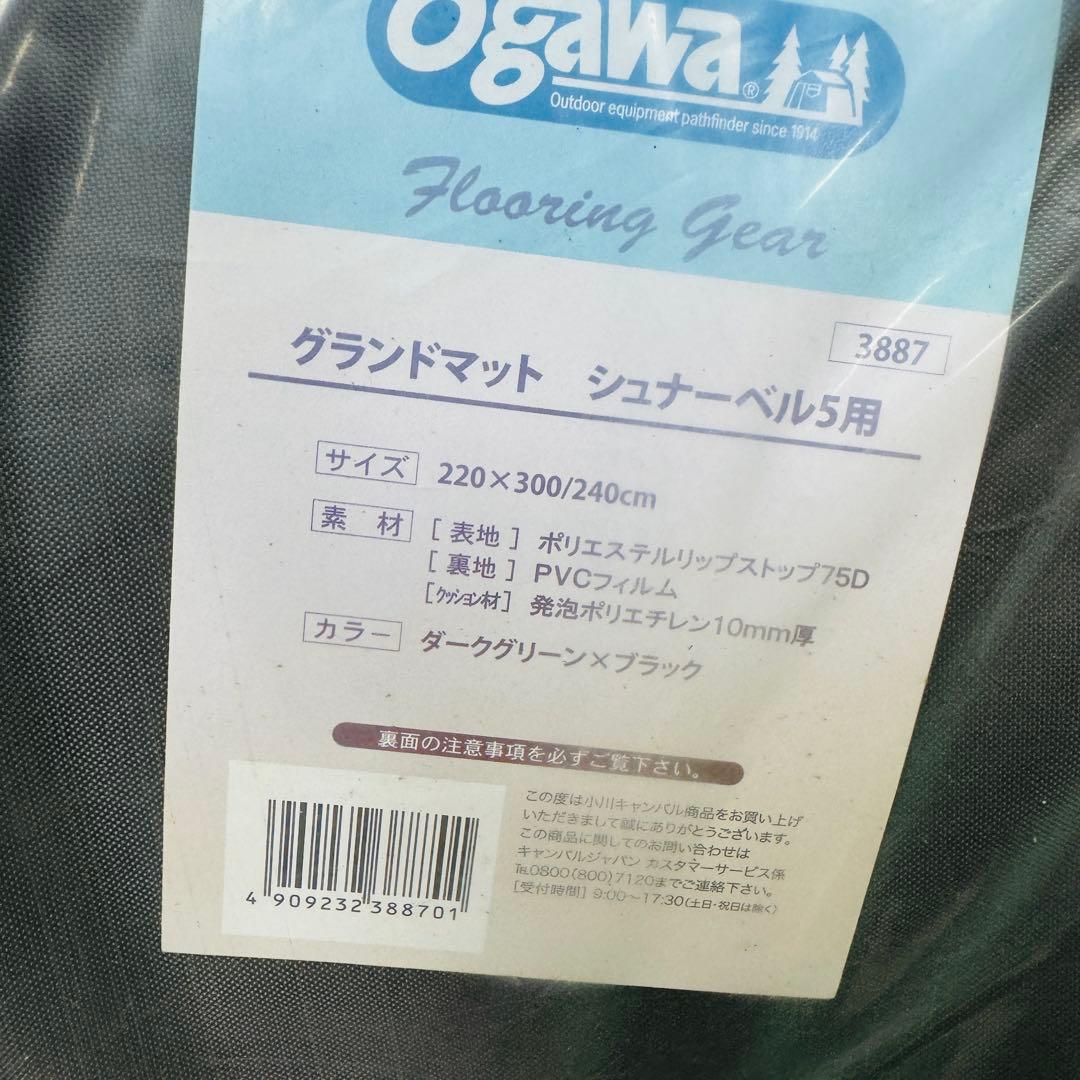 ogawa®
Outdoor equipment pathfinder since 1914
Flooring Gear
3887
グランドマット シュナーベル5用
サイズ 220×300/240cm
素 材 [表地] ポリエステルリップストップ75D
[裏地] PVCフィルム
[クッション材] 発泡ポリエチレン10mm厚
カラー ダークグリーン×ブラック
裏面の注意事項を必ずご覧下さい。
この度は小川キャンパル商品をお買い上げ
いただきまして誠にありがとうございます。
この商品に関してのお問い合わせは
キャンパルジャパン カスタマーサービス係
℡0800(800)7120までご連絡下さい。
[受付時間] 9:00～17:30(土日・祝日は除く)
4 909232 388701